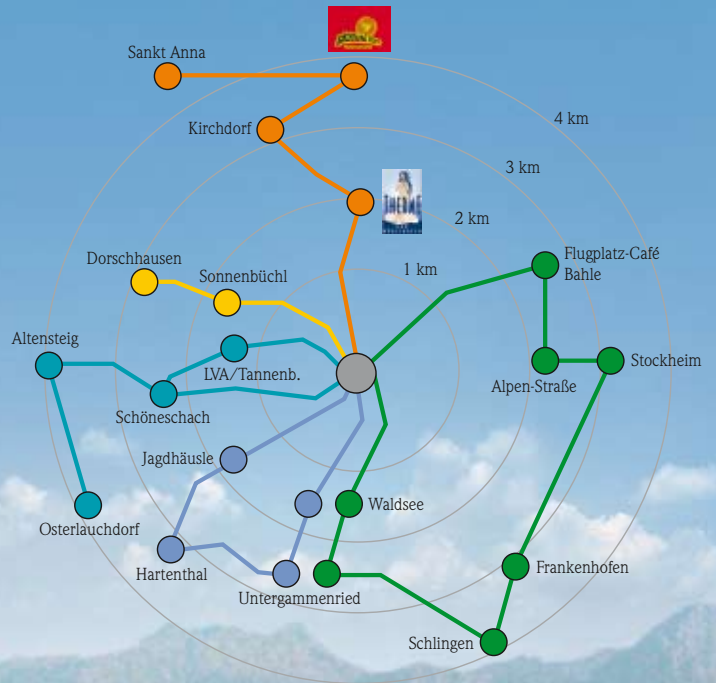 Sankt Anna
4 km
Kirchdorf
3 km
THERME
2 km
Dorschhausen
Sonnenbüchl
1 km
Flugplatz-Café
Bahle
Altensteig
LVA/Tannenb.
Alpen-Straße
Stockheim
Schöneschach
Jagdhäusle
Waldsee
Osterlauchdorf
Hartenthal
Untergammenried
Frankenhofen
Schlingen